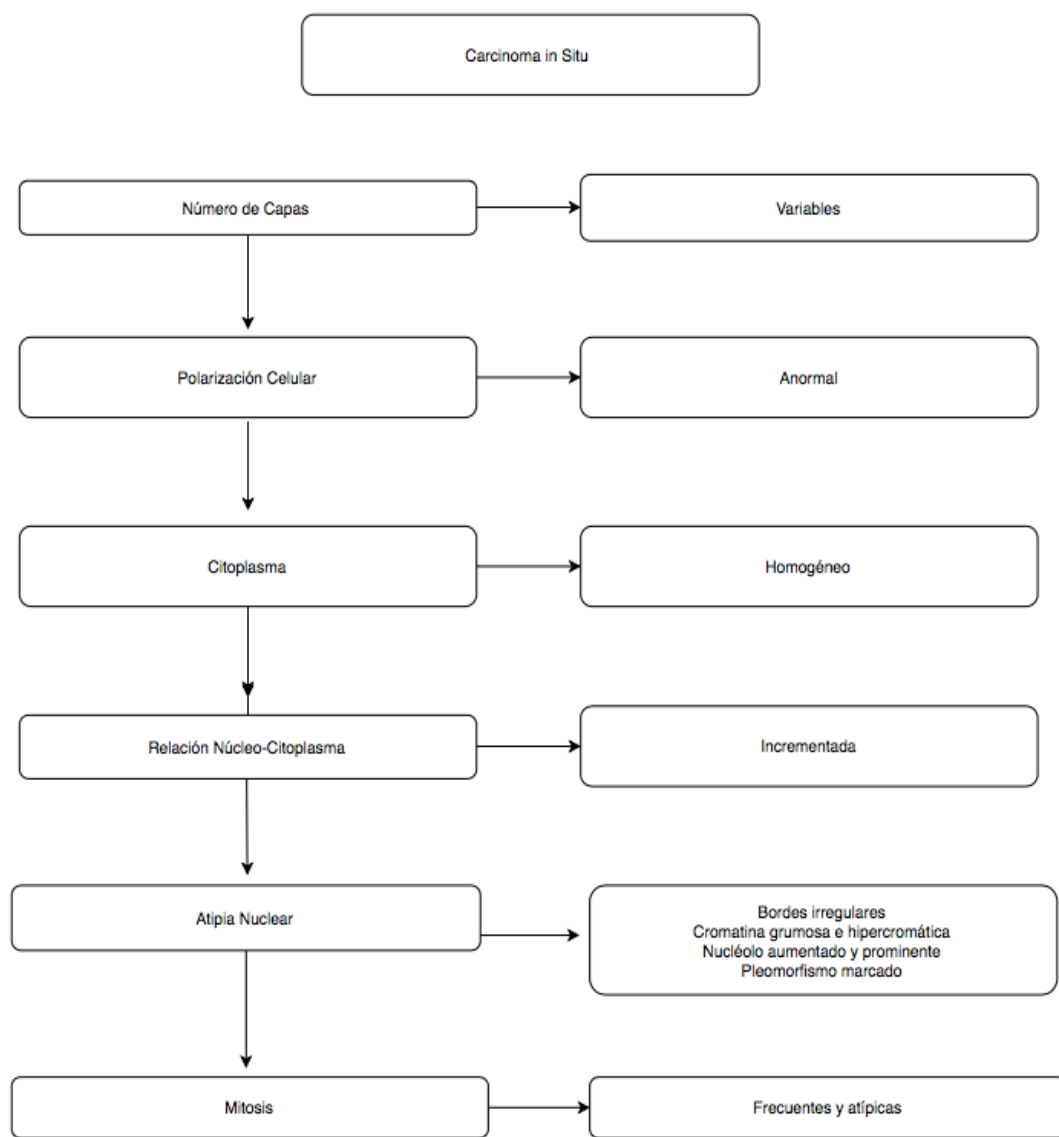 Carcinoma in Situ
Número de Capas
Variables
Polarización Celular
Anormal
Citoplasma
Homogéneo
Relación Núcleo-Citoplasma
Incrementada
Atipia Nuclear
Bordes irregulares
Cromatina grumosa e hipercromática
Nucléolo aumentado y prominente
Pleomorfismo marcado
Mitosis
Frecuentes y atípicas